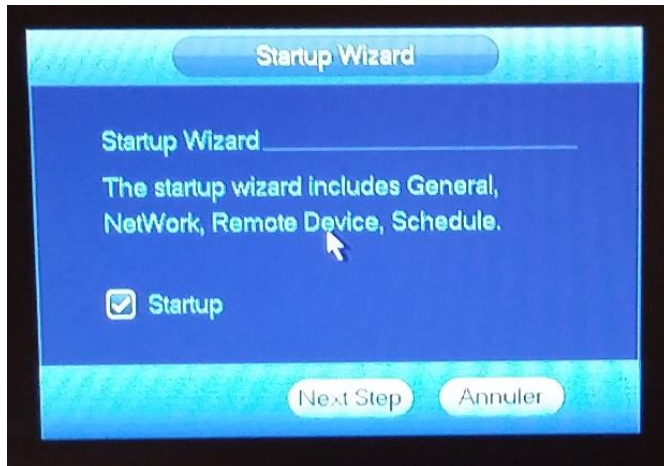 Startup Wizard
Startup Wizard
The startup wizard includes General,
NetWork, Remote Device, Schedule.
Startup
Next Step Annuler